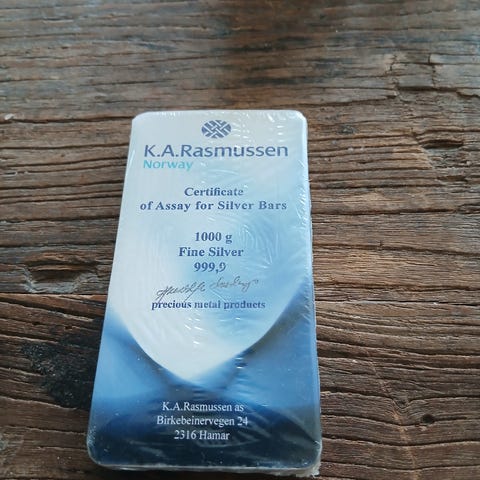 K.A.Rasmussen
Norway
Certificate
of Assay for Silver Bars
1000 g
Fine Silver
999,9
precious metal products
K.A.Rasmussen as
Birkebeinervegen 24
2316 Hamar